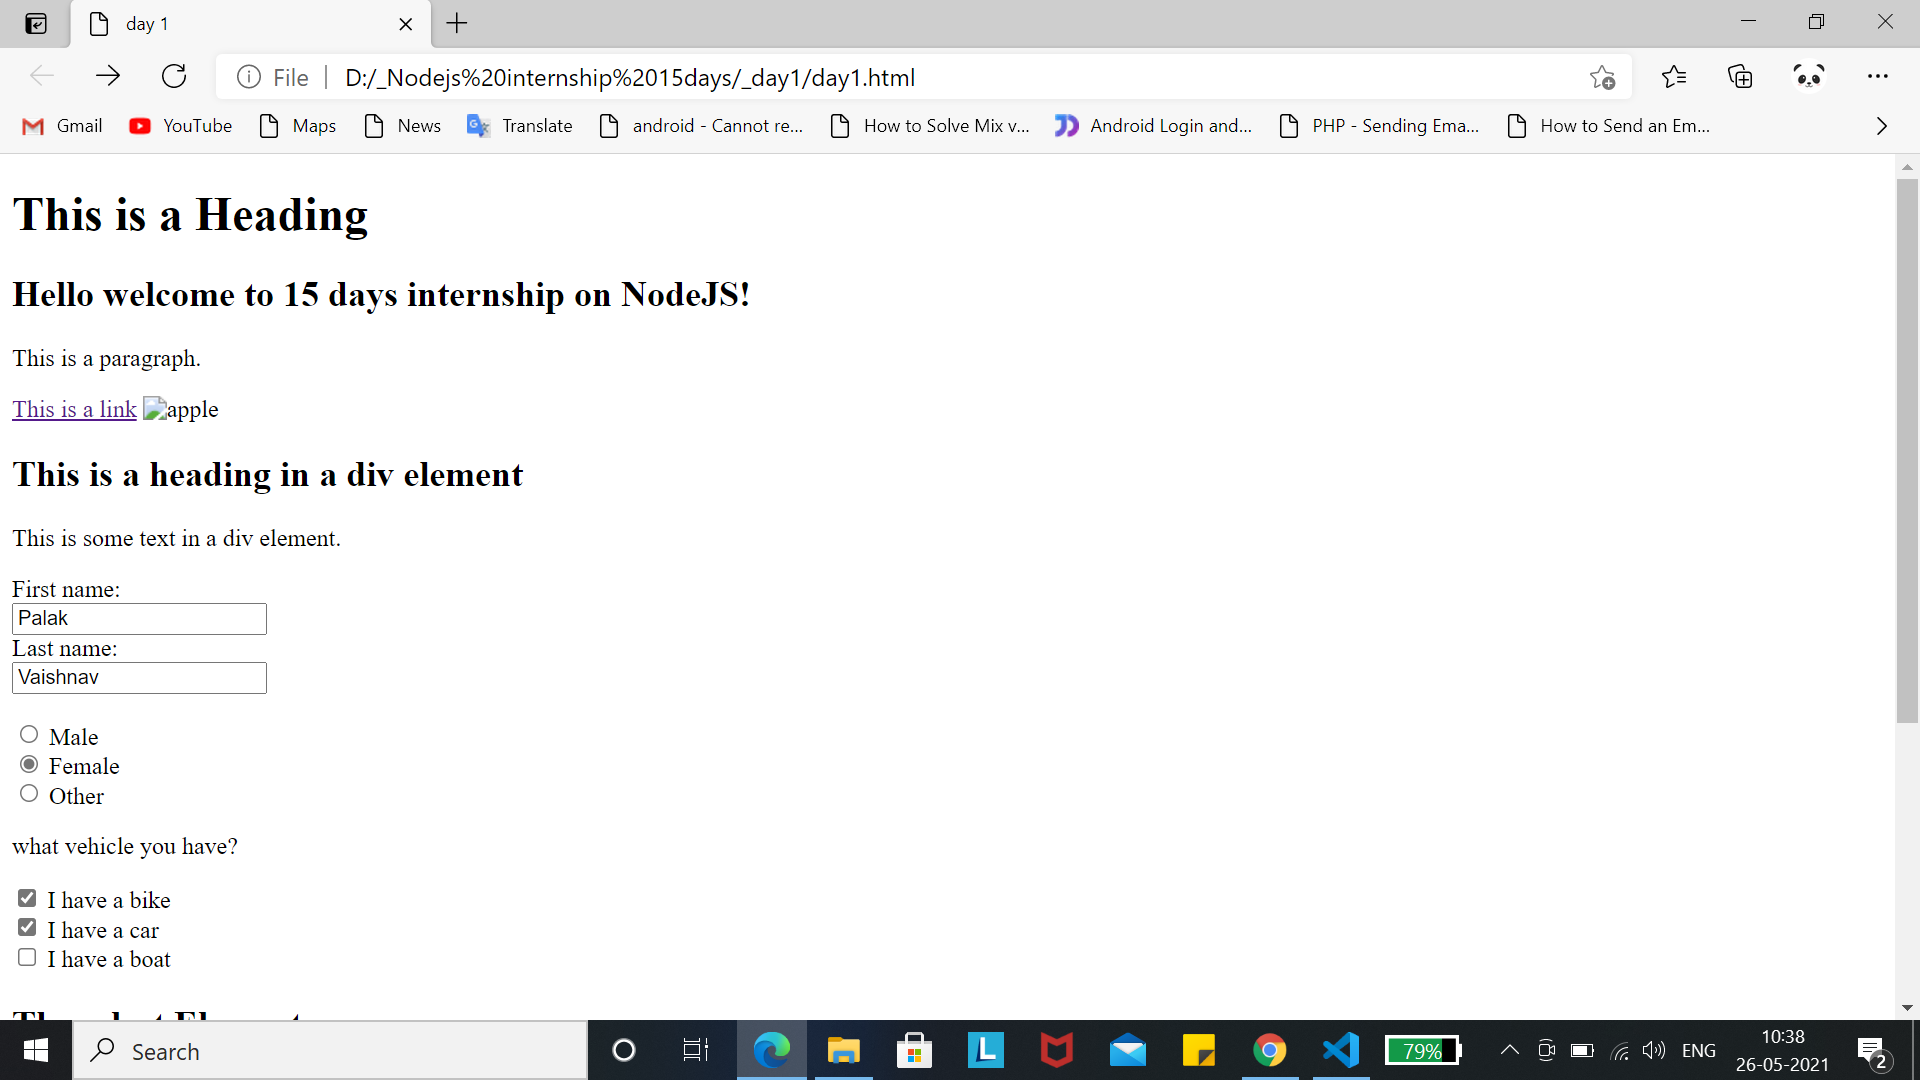 day 1
File | D:/_Nodejs%20internship%2015days/_day1/day1.html
Gmail YouTube Maps News Translate android - Cannot re... How to Solve Mix v... Android Login and... PHP - Sending Ema... How to Send an Em...
This is a Heading
Hello welcome to 15 days internship on NodeJS!
This is a paragraph.
This is a link apple
This is a heading in a div element
This is some text in a div element.
First name:
Palak
Last name:
Vaishnav
Male
Female
Other
what vehicle you have?
I have a bike
I have a car
I have a boat
Search
L
79%
ENG
10:38
26-05-2021
2